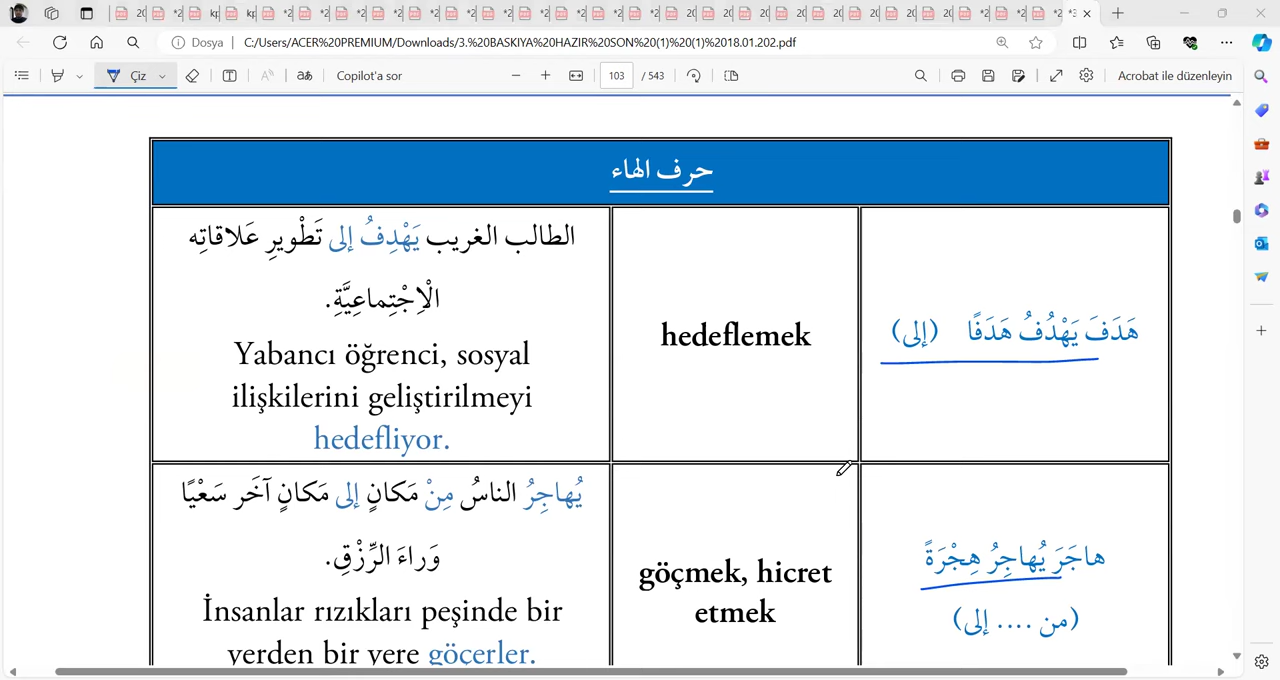 Dosya
C:/Users/ACER%20PREMIUM/Downloads/3.%20BASKIYA%20HAZIR%20SON%20(1)%20(1)%2018.01.202.pdf
Çiz
aあ
Copilot'a sor
103 / 543
Acrobat ile düzenleyin
حرف الهاء
هَدَفَ يَهْدُفُ هَدَفًا (إلى)
hedeflemek
الطالب الغريب يَهْدِفُ إلى تَطْويرِ عَلاقاتِه
الْاِجْتِماعِيَّةِ.
Yabancı öğrenci, sosyal
ilişkilerini geliştirilmeyi
hedefliyor.
هاجَرَ يُهاجِرُ هِجْرَةً
(من .... إلى)
göçmek, hicret
etmek
يُهاجِرُ الناسُ مِنْ مَكانٍ إلى مَكانٍ آخَر سَعْيًا
وَراءَ الرِّزْقِ.
İnsanlar rızıkları peşinde bir
yerden bir yere göçerler.